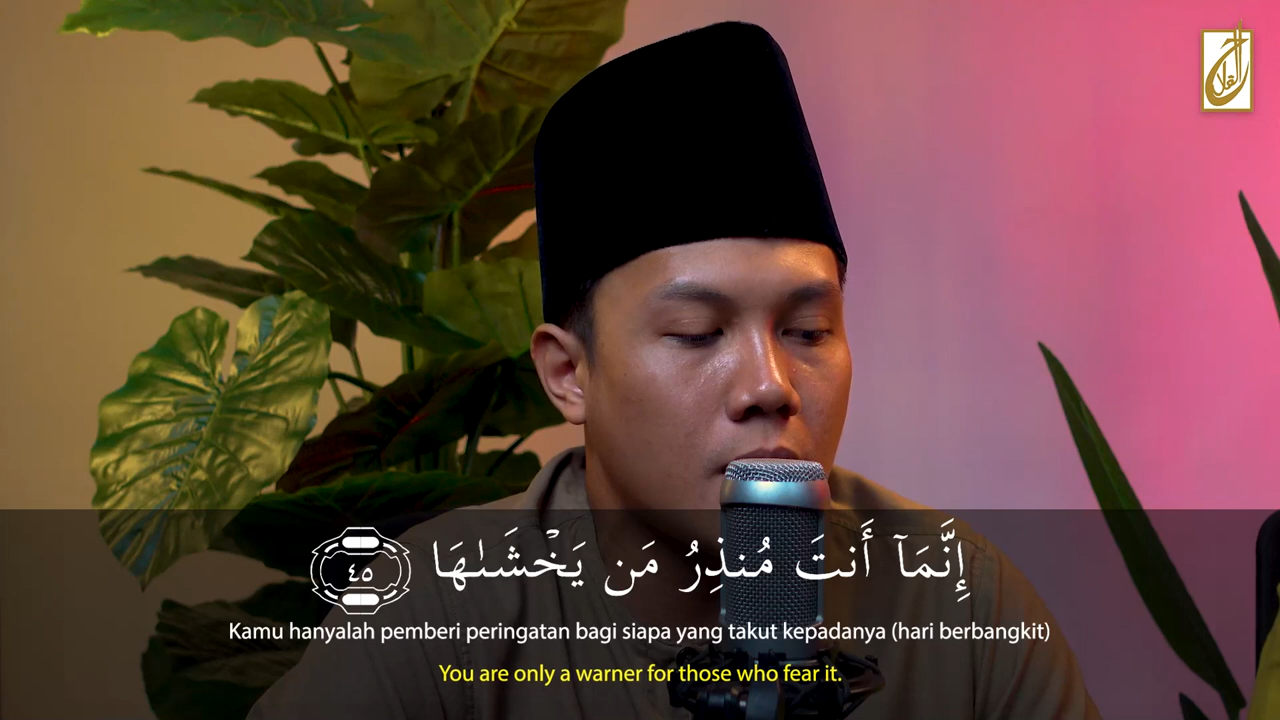 الفلاح
إِنَّمَآ أَنتَ مُنذِرُ مَن يَخْشَىٰهَا ٤٥
Kamu hanyalah pemberi peringatan bagi siapa yang takut kepadanya (hari berbangkit)
You are only a warner for those who fear it.